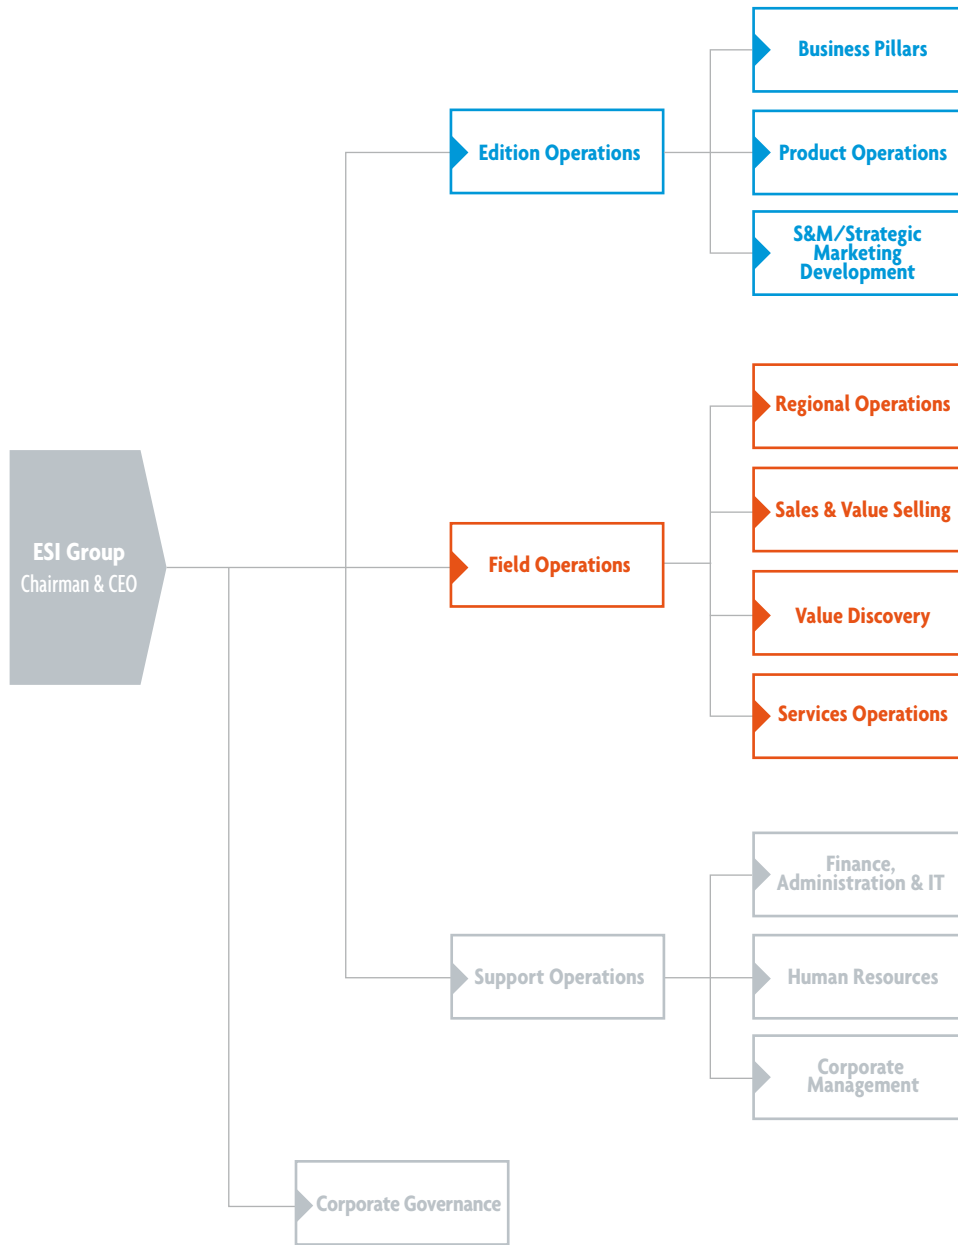 Business Pillars
Edition Operations
Product Operations
S&M/Strategic
Marketing
Development
Regional Operations
Sales & Value Selling
ESI Group
Chairman & CEO
Field Operations
Value Discovery
Services Operations
Finance,
Administration & IT
Support Operations
Human Resources
Corporate
Management
Corporate Governance